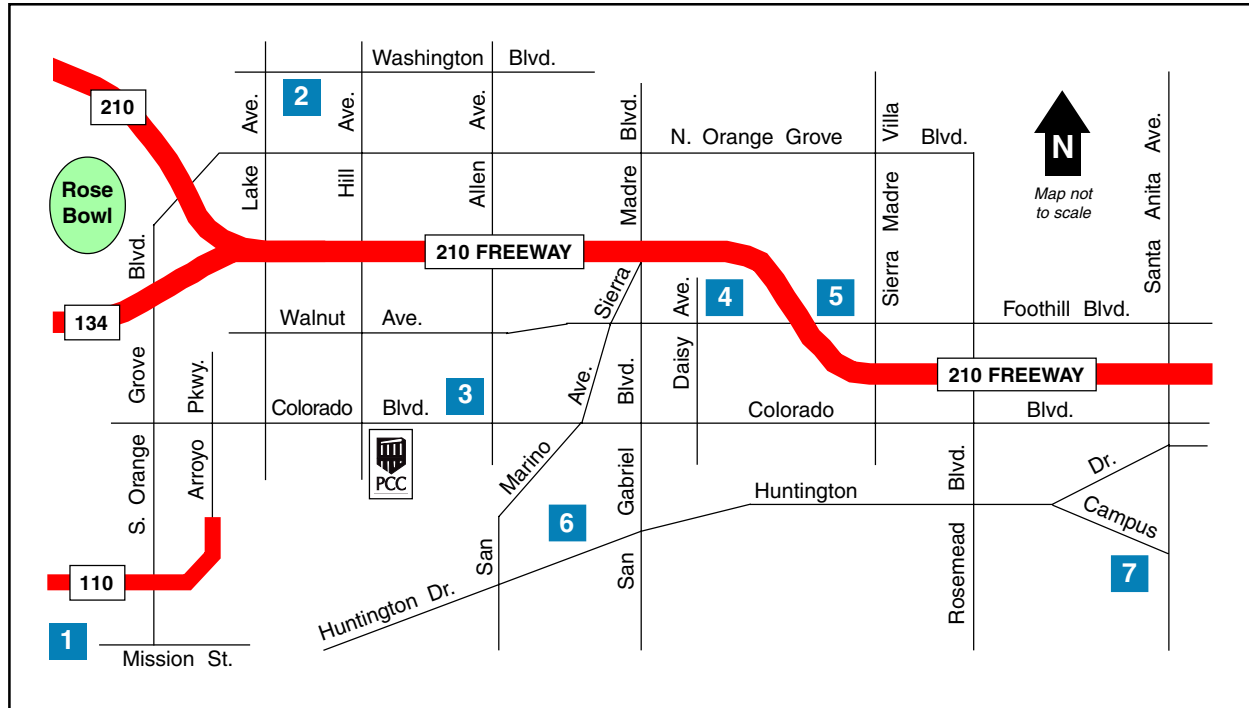 Washington Blvd.
210
2
Lake Ave.
Hill Ave.
Allen Ave.
Sierra Madre Blvd.
N. Orange Grove Blvd.
Sierra Madre Villa
N
Map not
to scale
Santa Anita Ave.
Rose
Bowl
S. Orange Grove Blvd.
210 FREEWAY
134
4
5
Walnut Ave.
Daisy Ave.
Foothill Blvd.
Arroyo Pkwy.
3
210 FREEWAY
Colorado Blvd.
Colorado Blvd.
PCC
San Marino Ave.
San Gabriel Blvd.
Huntington Dr.
Rosemead Blvd.
Campus
6
7
110
1
Huntington Dr.
Mission St.